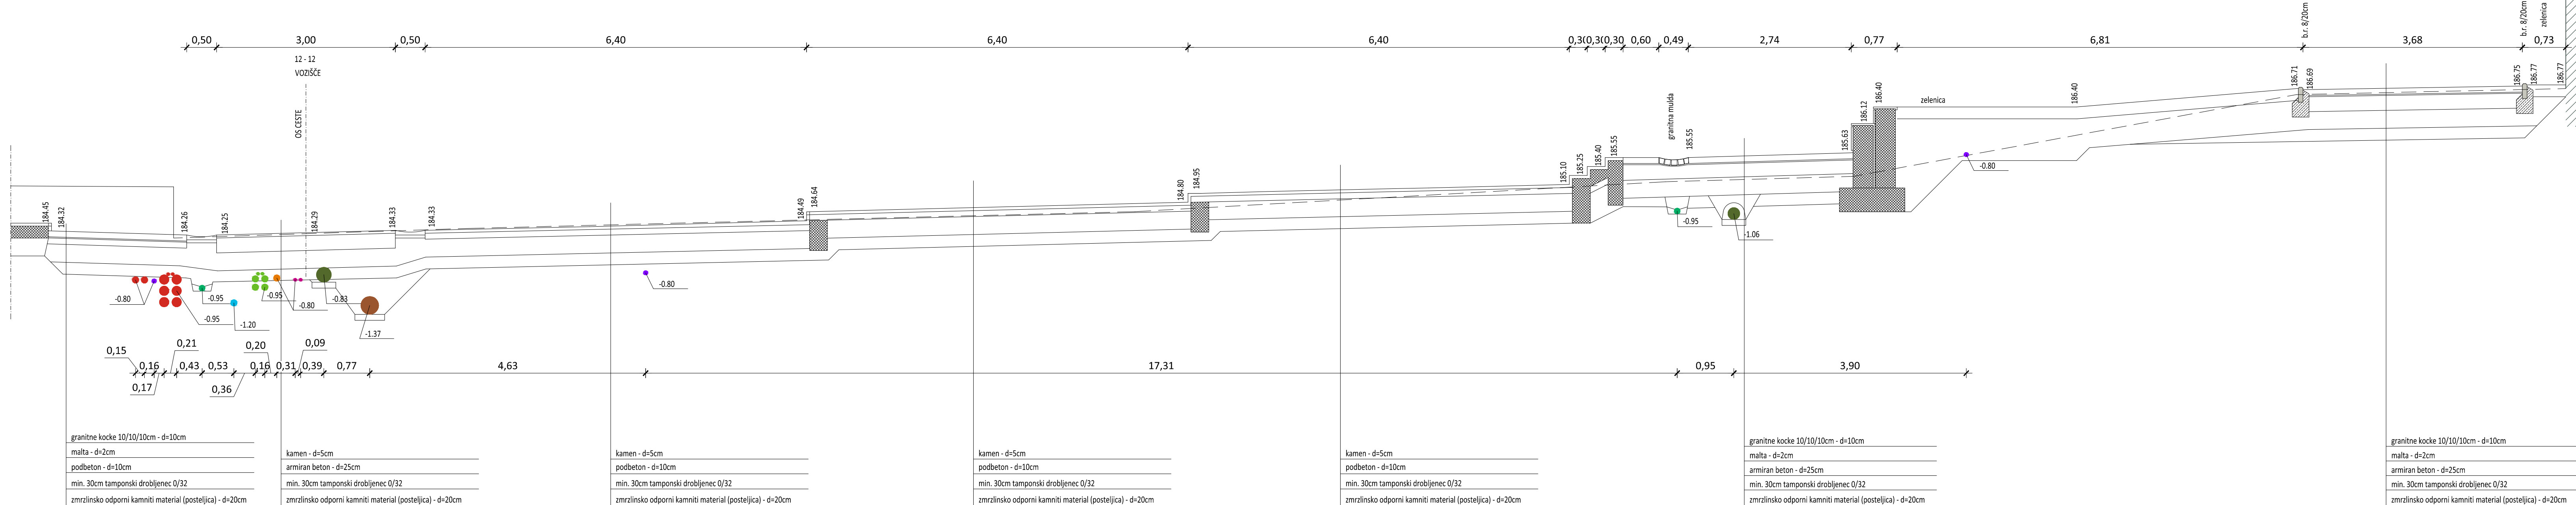 b.r. 8/20cm
b.r. 8/20cm
zelenica
0,50
3,00
0,50
6,40
6,40
6,40
0,30
0,30
0,30
0,60
0,49
2,74
0,77
6,81
3,68
0,73
12 - 12
VOZIŠČE
OS CESTE
granitna mulda
zelenica
184.45
184.32
184.26
184.25
184.29
184.33
184.33
184.49
184.64
184.80
184.95
185.10
185.25
185.40
185.55
185.55
185.63
186.12
186.40
186.40
186.71
186.69
186.75
186.77
186.77
-0.80
-0.95
-0.95
-1.20
-0.95
-0.80
-0.83
-1.37
-0.80
-0.95
-1.06
-0.80
0,15
0,16
0,17
0,21
0,43
0,53
0,36
0,20
0,16
0,31
0,09
0,39
0,77
4,63
17,31
0,95
3,90
granitne kocke 10/10/10cm - d=10cm
malta - d=2cm
podbeton - d=10cm
min. 30cm tamponski drobljenec 0/32
zmrzlinsko odporni kamniti material (posteljica) - d=20cm
kamen - d=5cm
armiran beton - d=25cm
min. 30cm tamponski drobljenec 0/32
zmrzlinsko odporni kamniti material (posteljica) - d=20cm
kamen - d=5cm
podbeton - d=10cm
min. 30cm tamponski drobljenec 0/32
zmrzlinsko odporni kamniti material (posteljica) - d=20cm
kamen - d=5cm
podbeton - d=10cm
min. 30cm tamponski drobljenec 0/32
zmrzlinsko odporni kamniti material (posteljica) - d=20cm
kamen - d=5cm
podbeton - d=10cm
min. 30cm tamponski drobljenec 0/32
zmrzlinsko odporni kamniti material (posteljica) - d=20cm
granitne kocke 10/10/10cm - d=10cm
malta - d=2cm
armiran beton - d=25cm
min. 30cm tamponski drobljenec 0/32
zmrzlinsko odporni kamniti material (posteljica) - d=20cm
granitne kocke 10/10/10cm - d=10cm
malta - d=2cm
armiran beton - d=25cm
min. 30cm tamponski drobljenec 0/32
zmrzlinsko odporni kamniti material (posteljica) - d=20cm